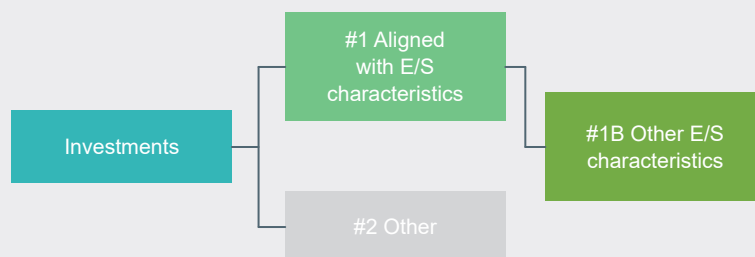 #1 Aligned
with E/S
characteristics
Investments
#1B Other E/S
characteristics
#2 Other